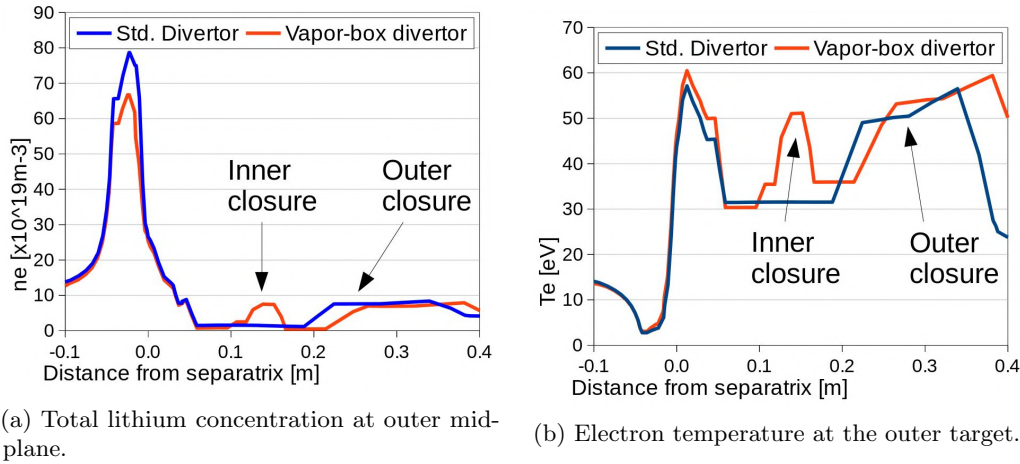 90
80
70
60
50
40
30
20
10
0
ne [x10^19m-3]
Std. Divertor Vapor-box divertor
Inner
closure
Outer
closure
-0.1 0.0 0.1 0.2 0.3 0.4
Distance from separatrix [m]
(a) Total lithium concentration at outer mid-
plane.
70
60
50
40
30
20
10
0
Te [eV]
Std. Divertor Vapor-box divertor
Inner
closure
Outer
closure
-0.1 0.0 0.1 0.2 0.3 0.4
Distance from separatrix [m]
(b) Electron temperature at the outer target.